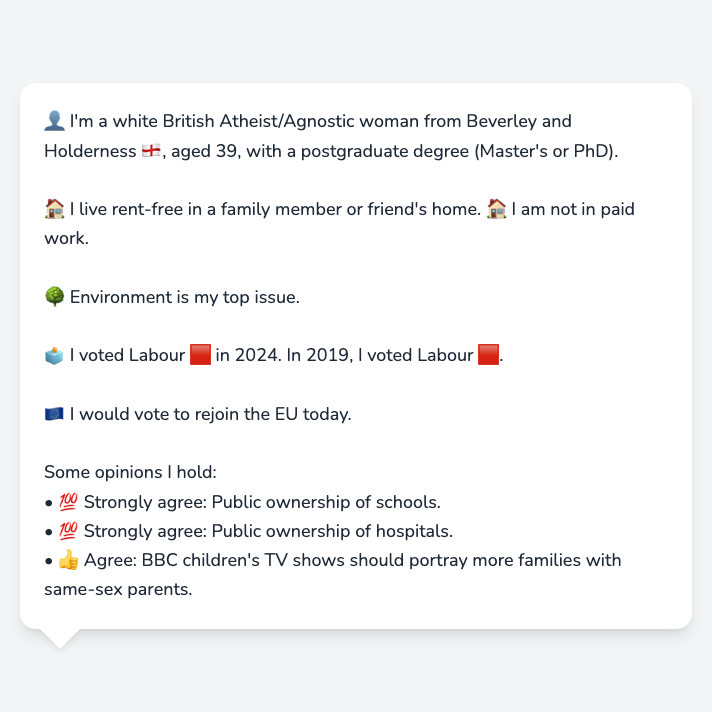 👤 I'm a white British Atheist/Agnostic woman from Beverley and
Holderness 🏴󠁧󠁢󠁥󠁮󠁧󠁿, aged 39, with a postgraduate degree (Master's or PhD).
🏠 I live rent-free in a family member or friend's home. 🏠 I am not in paid
work.
🌳 Environment is my top issue.
🗳️ I voted Labour 🟥 in 2024. In 2019, I voted Labour 🟥.
🇪🇺 I would vote to rejoin the EU today.
Some opinions I hold:
• 💯 Strongly agree: Public ownership of schools.
• 💯 Strongly agree: Public ownership of hospitals.
• 👍 Agree: BBC children's TV shows should portray more families with
same-sex parents.